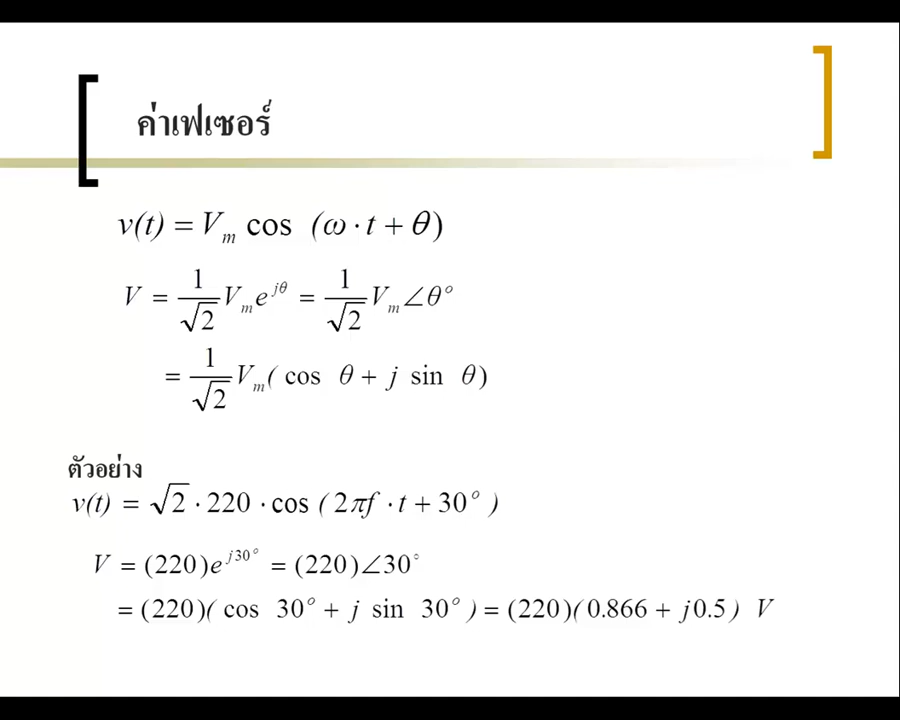 ค่าเฟเซอร์
v(t) = V_m cos (ω · t + θ)
V = 1/√2 V_m e^{jθ} = 1/√2 V_m ∠θ°
= 1/√2 V_m( cos θ + j sin θ)
ตัวอย่าง
v(t) = √2 · 220 · cos ( 2πf · t + 30° )
V = (220)e^{j30°} = (220)∠30°
= (220)( cos 30° + j sin 30° ) = (220)(0.866 + j0.5) V